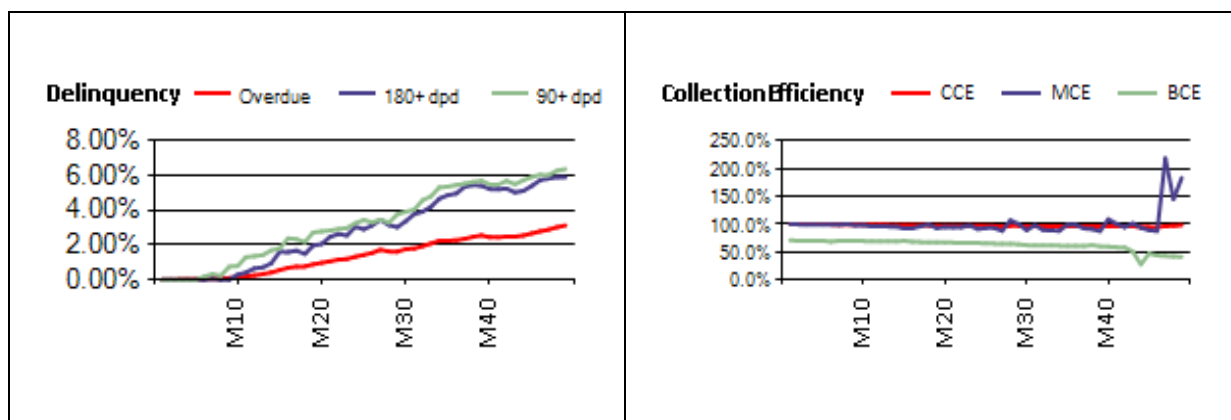 Delinquency Overdue 180+ dpd 90+ dpd
8.00%
6.00%
4.00%
2.00%
0.00%
M10 M20 M30 M40
Collection Efficiency CCE MCE BCE
250.0%
200.0%
150.0%
100.0%
50.0%
0.0%
M10 M20 M30 M40